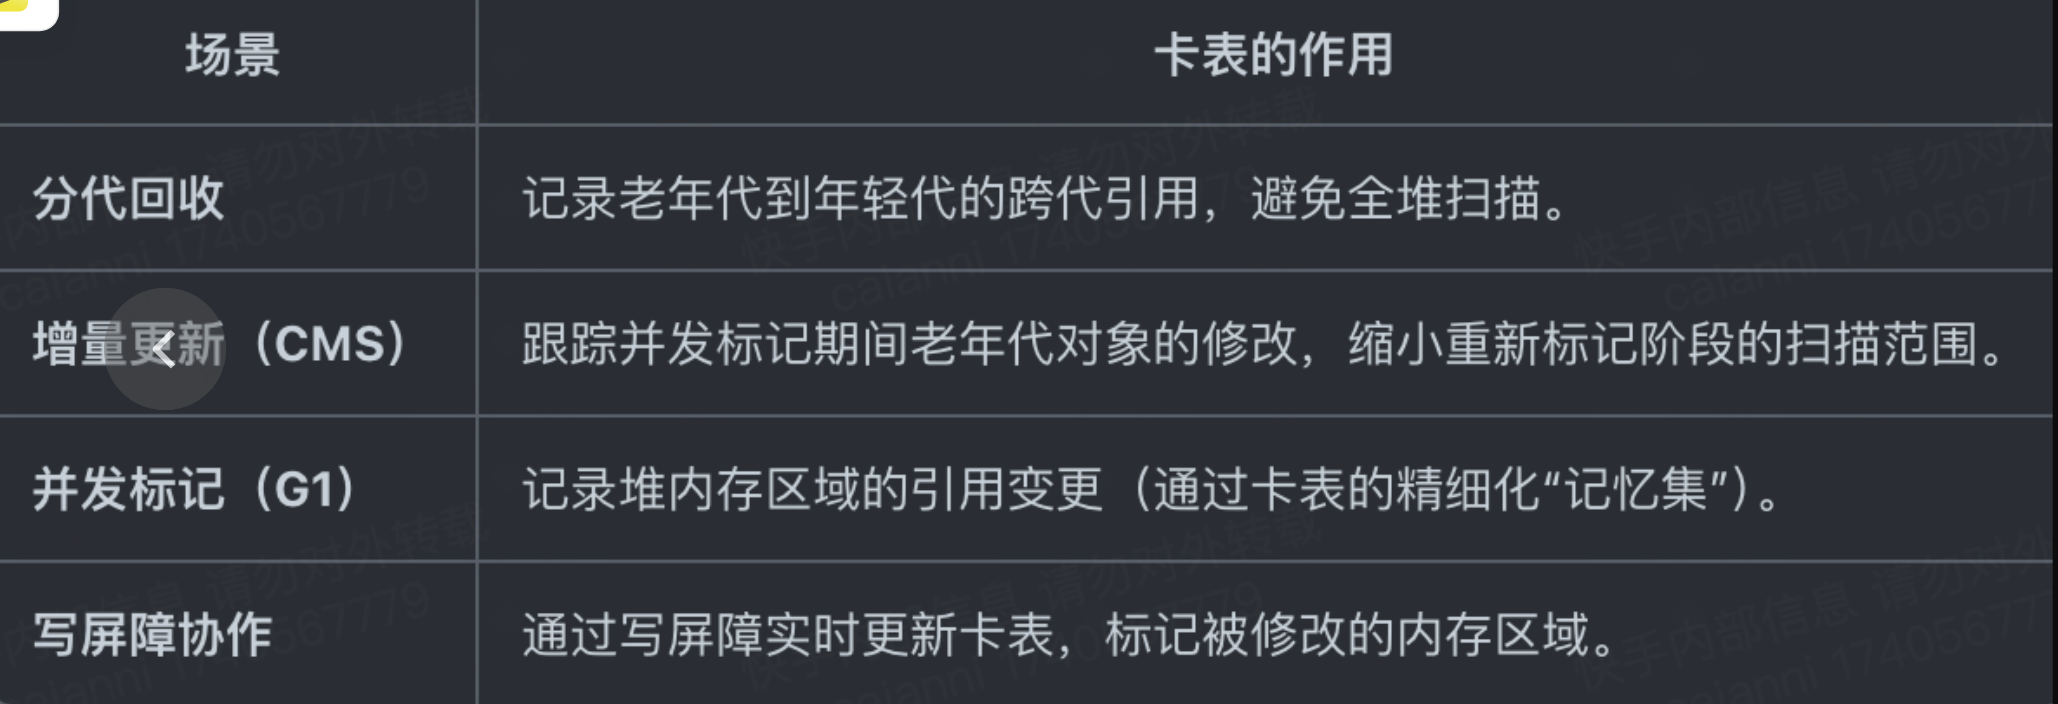 场景 卡表的作用
分代回收 记录老年代到年轻代的跨代引用，避免全堆扫描。
增量更新（CMS） 跟踪并发标记期间老年代对象的修改，缩小重新标记阶段的扫描范围。
并发标记（G1） 记录堆内存区域的引用变更（通过卡表的精细化“记忆集”）。
写屏障协作 通过写屏障实时更新卡表，标记被修改的内存区域。
快手内部信息 请勿对外转载
caianni 1740567779